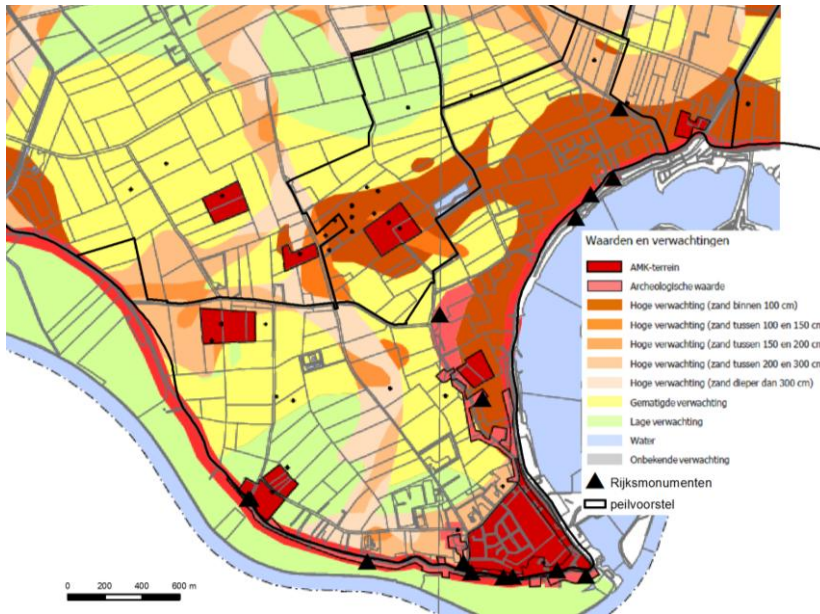 Waarden en verwachtingen
AMK-terrein
Archeologische waarde
Hoge verwachting (zand binnen 100 cm)
Hoge verwachting (zand tussen 100 en 150 cm)
Hoge verwachting (zand tussen 150 en 200 cm)
Hoge verwachting (zand tussen 200 en 300 cm)
Hoge verwachting (zand dieper dan 300 cm)
Gematigde verwachting
Lage verwachting
Water
Onbekende verwachting
Rijksmonumenten
peilvoorstel
0 200 400 600 m